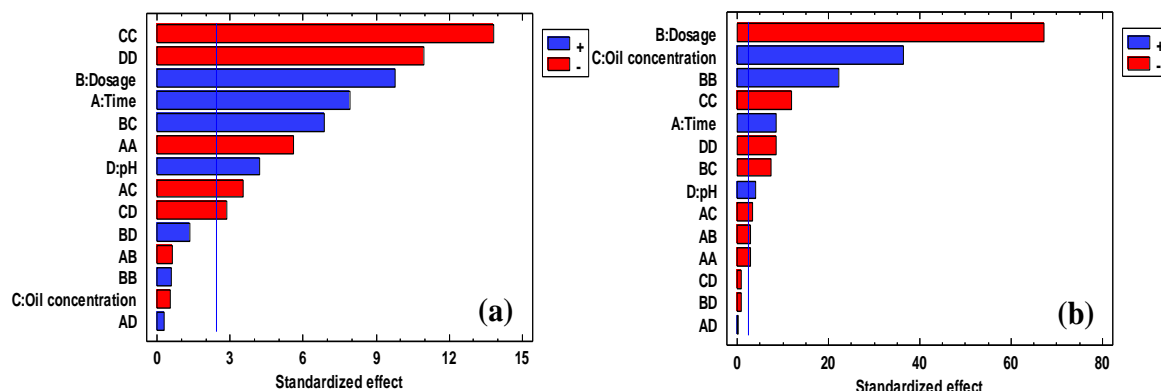 CC
DD
B:Dosage
A:Time
BC
AA
D:pH
AC
CD
BD
AB
BB
C:Oil concentration
AD
0 3 6 9 12 15
Standardized effect
+
-
(a)
B:Dosage
C:Oil concentration
BB
CC
A:Time
DD
BC
D:pH
AC
AB
AA
CD
BD
AD
0 20 40 60 80
Standardized effect
+
-
(b)